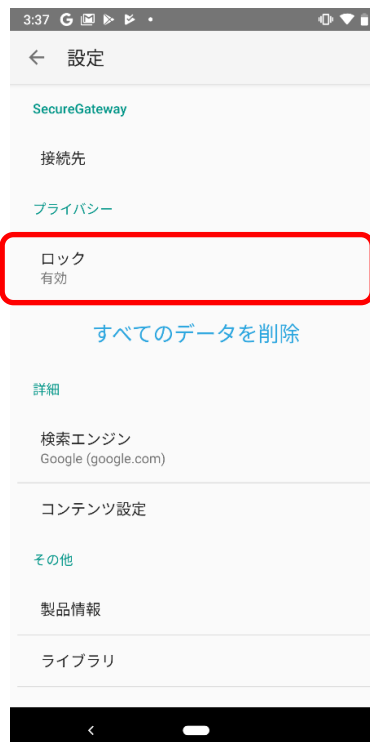 3:37
設定
SecureGateway
接続先
プライバシー
ロック
有効
すべてのデータを削除
詳細
検索エンジン
Google (google.com)
コンテンツ設定
その他
製品情報
ライブラリ